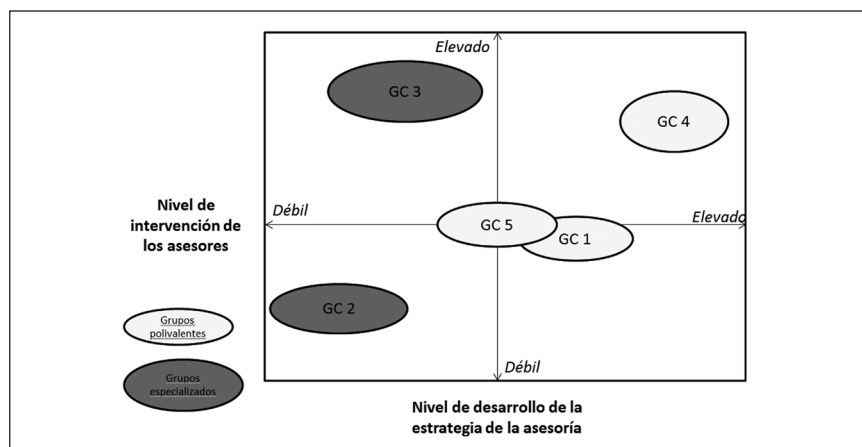 Elevado
GC 3
GC 4
Nivel de
intervención de
los asesores
Débil
Elevado
GC 5
GC 1
GC 2
Grupos
polivalentes
Débil
Grupos
especializados
Nivel de desarrollo de la
estrategia de la asesoría